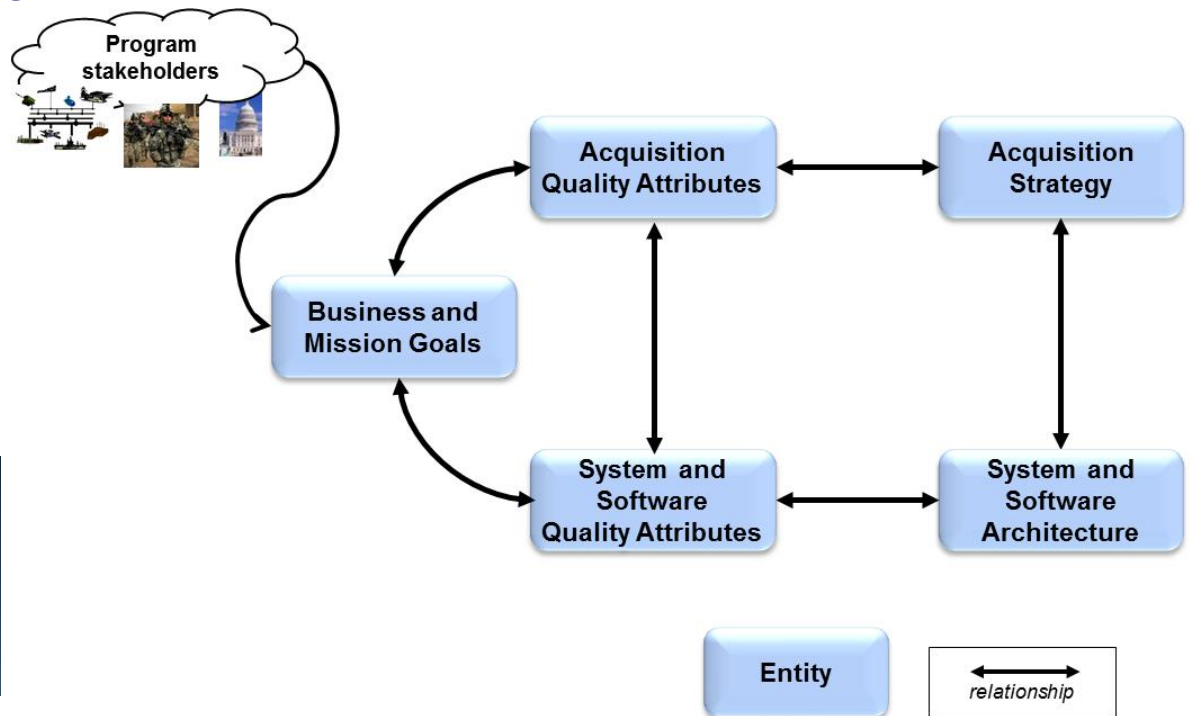 Program
stakeholders
Acquisition
Quality Attributes
Acquisition
Strategy
Business and
Mission Goals
System and
Software
Quality Attributes
System and
Software
Architecture
Entity
relationship